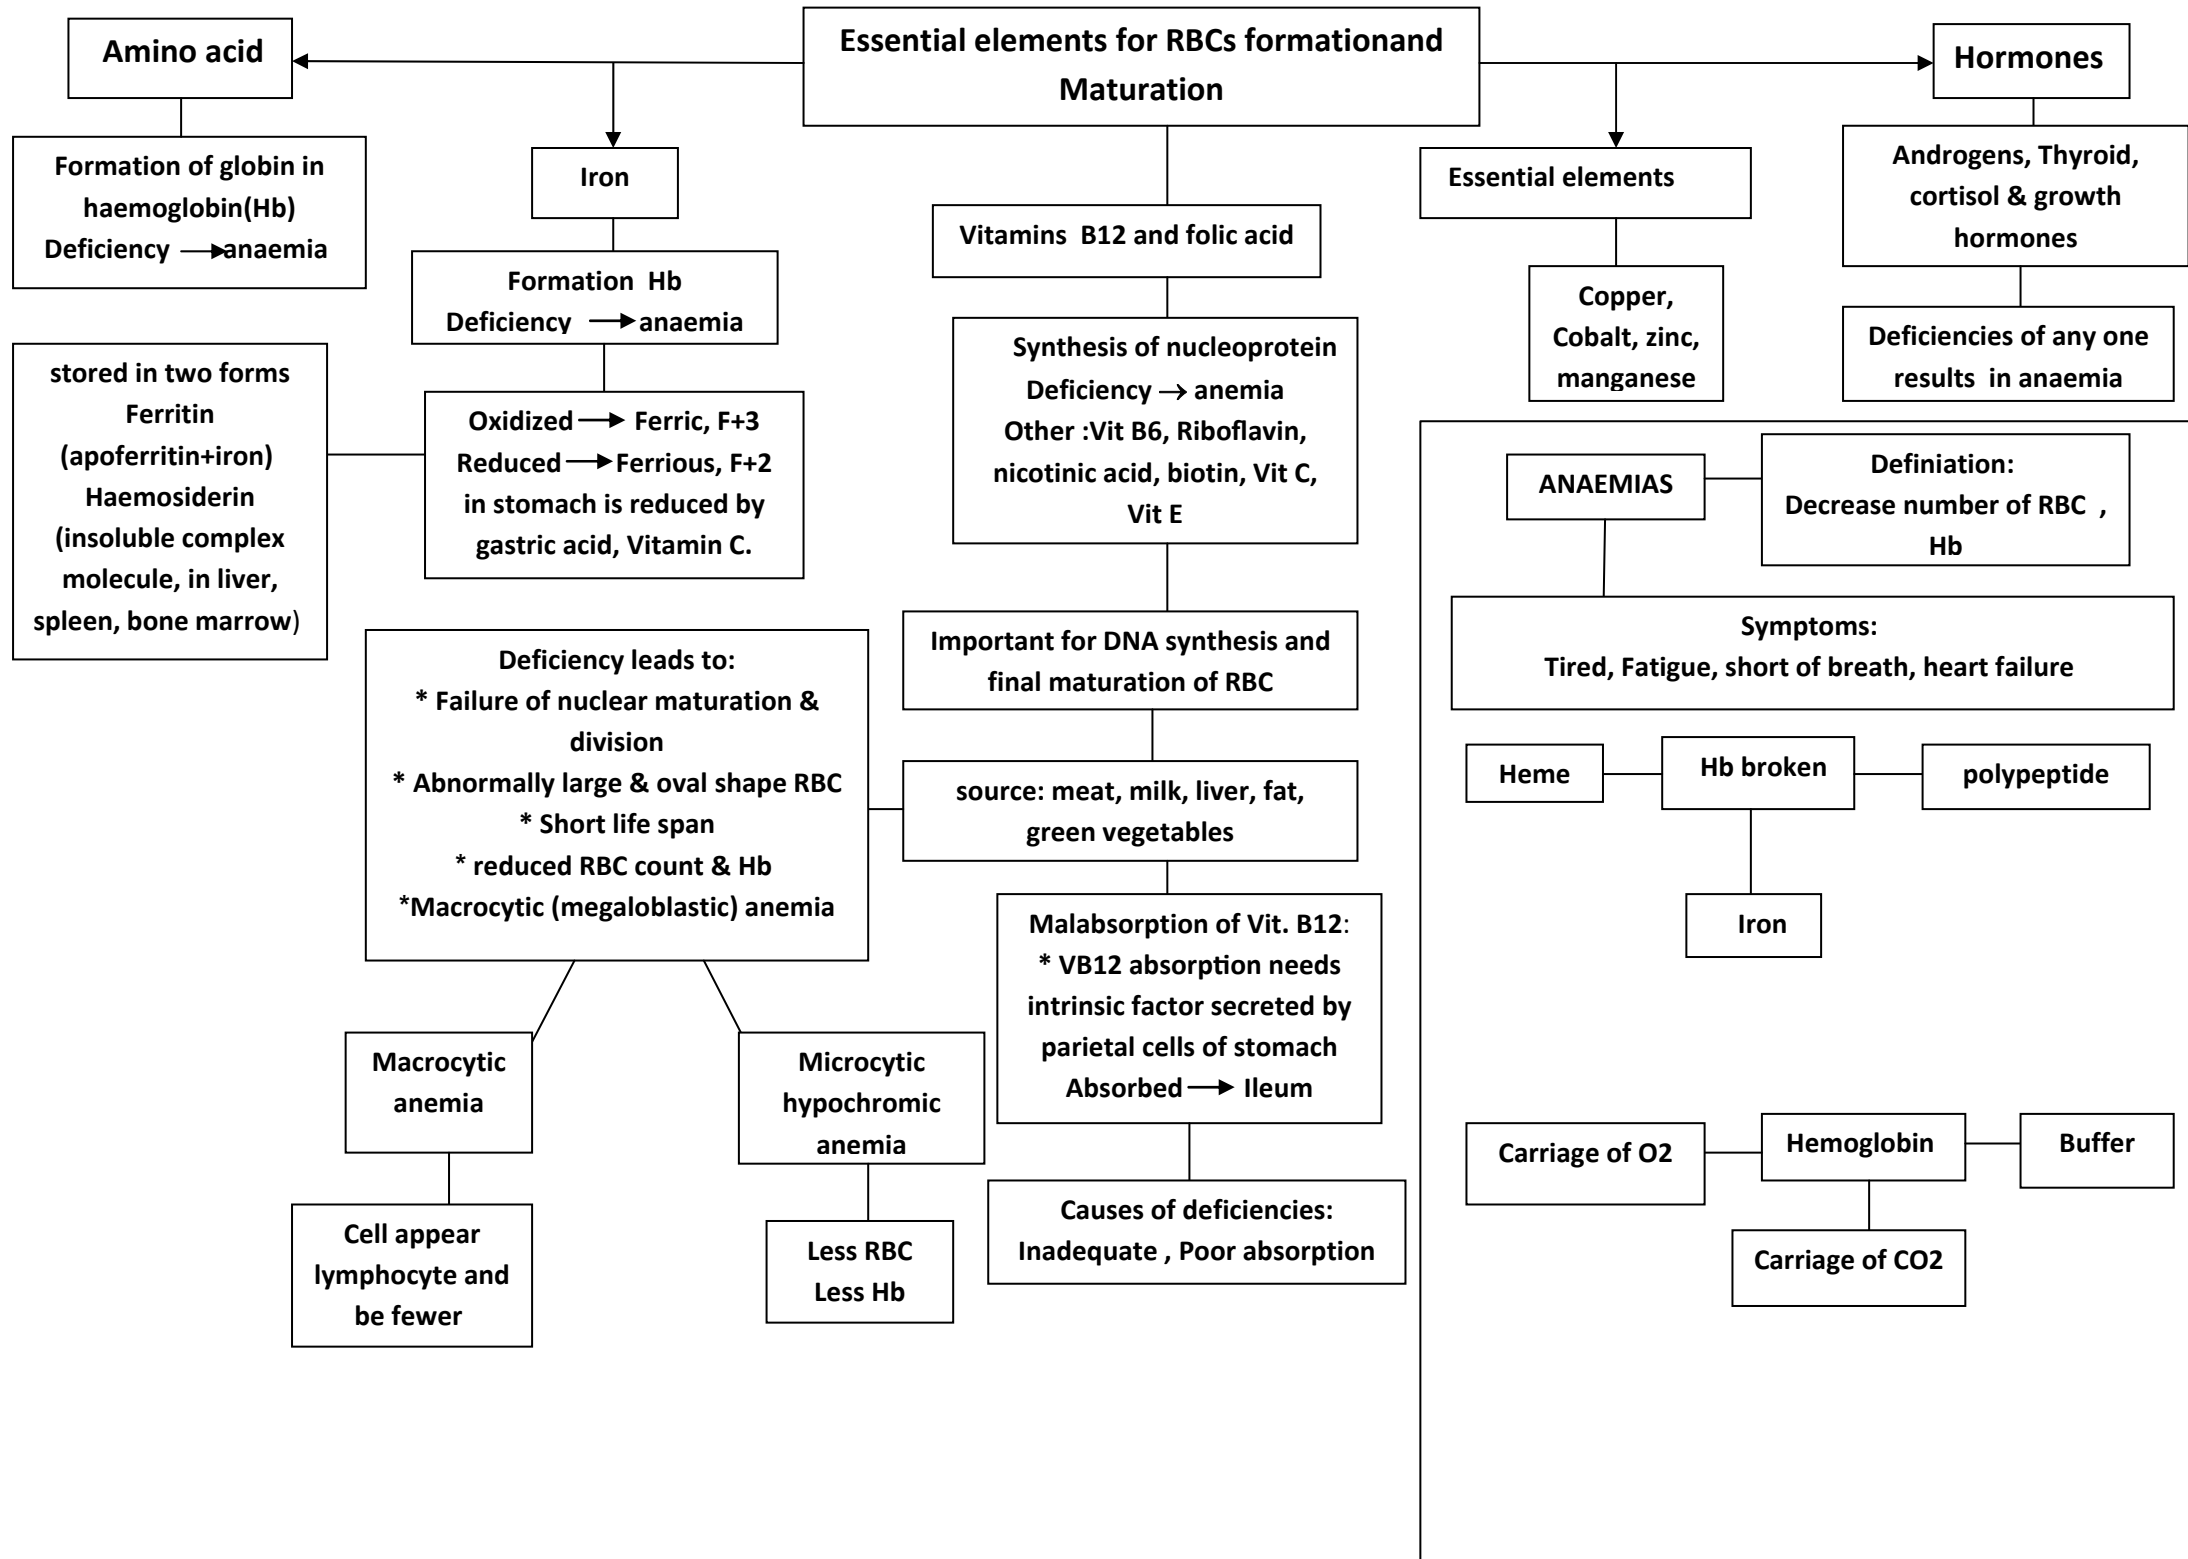 Amino acid
Essential elements for RBCs formationand
Maturation
Hormones
Formation of globin in
haemoglobin(Hb)
Deficiency → anaemia
Iron
Formation Hb
Deficiency → anaemia
Oxidized → Ferric, F+3
Reduced → Ferrious, F+2
in stomach is reduced by
gastric acid, Vitamin C.
stored in two forms
Ferritin
(apoferritin+iron)
Haemosiderin
(insoluble complex
molecule, in liver,
spleen, bone marrow)
Vitamins B12 and folic acid
Synthesis of nucleoprotein
Deficiency → anemia
Other :Vit B6, Riboflavin,
nicotinic acid, biotin, Vit C,
Vit E
Important for DNA synthesis and
final maturation of RBC
source: meat, milk, liver, fat,
green vegetables
Deficiency leads to:
* Failure of nuclear maturation &
division
* Abnormally large & oval shape RBC
* Short life span
* reduced RBC count & Hb
*Macrocytic (megaloblastic) anemia
Macrocytic
anemia
Cell appear
lymphocyte and
be fewer
Microcytic
hypochromic
anemia
Less RBC
Less Hb
Malabsorption of Vit. B12:
* VB12 absorption needs
intrinsic factor secreted by
parietal cells of stomach
Absorbed → Ileum
Causes of deficiencies:
Inadequate , Poor absorption
Essential elements
Copper,
Cobalt, zinc,
manganese
Androgens, Thyroid,
cortisol & growth
hormones
Deficiencies of any one
results in anaemia
ANAEMIAS
Definiation:
Decrease number of RBC ,
Hb
Symptoms:
Tired, Fatigue, short of breath, heart failure
Heme
Hb broken
polypeptide
Iron
Carriage of O2
Hemoglobin
Buffer
Carriage of CO2